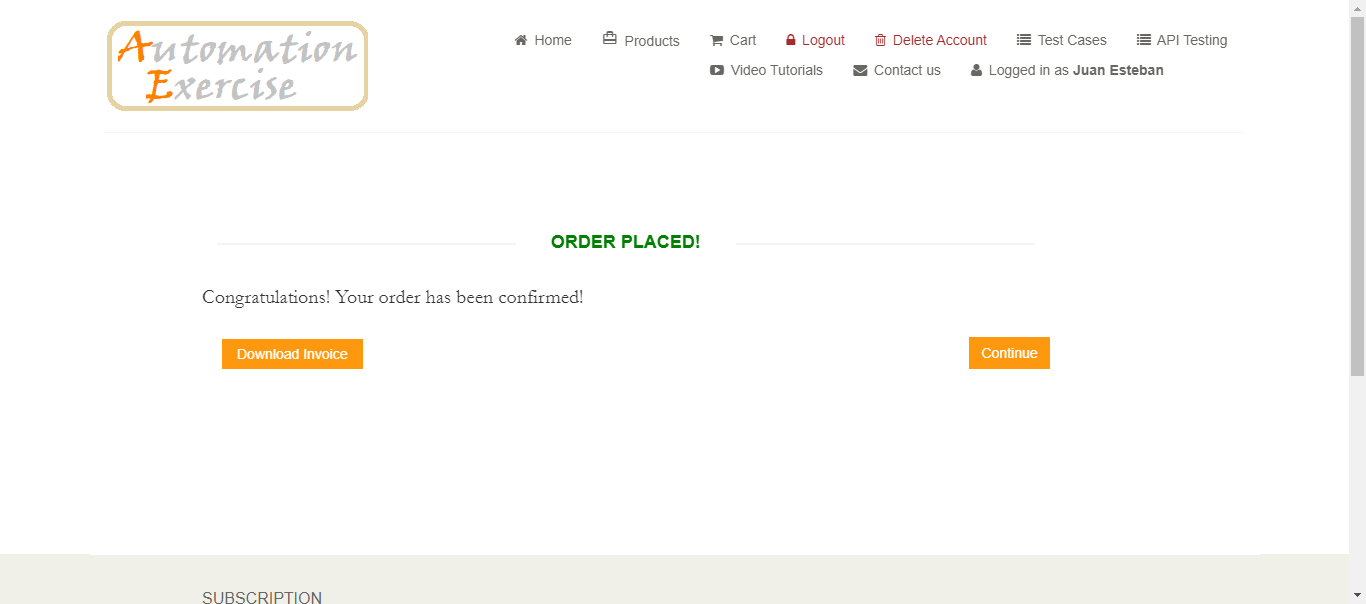 Automation
Exercise
Home Products Cart Logout Delete Account Test Cases API Testing
Video Tutorials Contact us Logged in as Juan Esteban
ORDER PLACED!
Congratulations! Your order has been confirmed!
Download Invoice Continue
SUBSCRIPTION